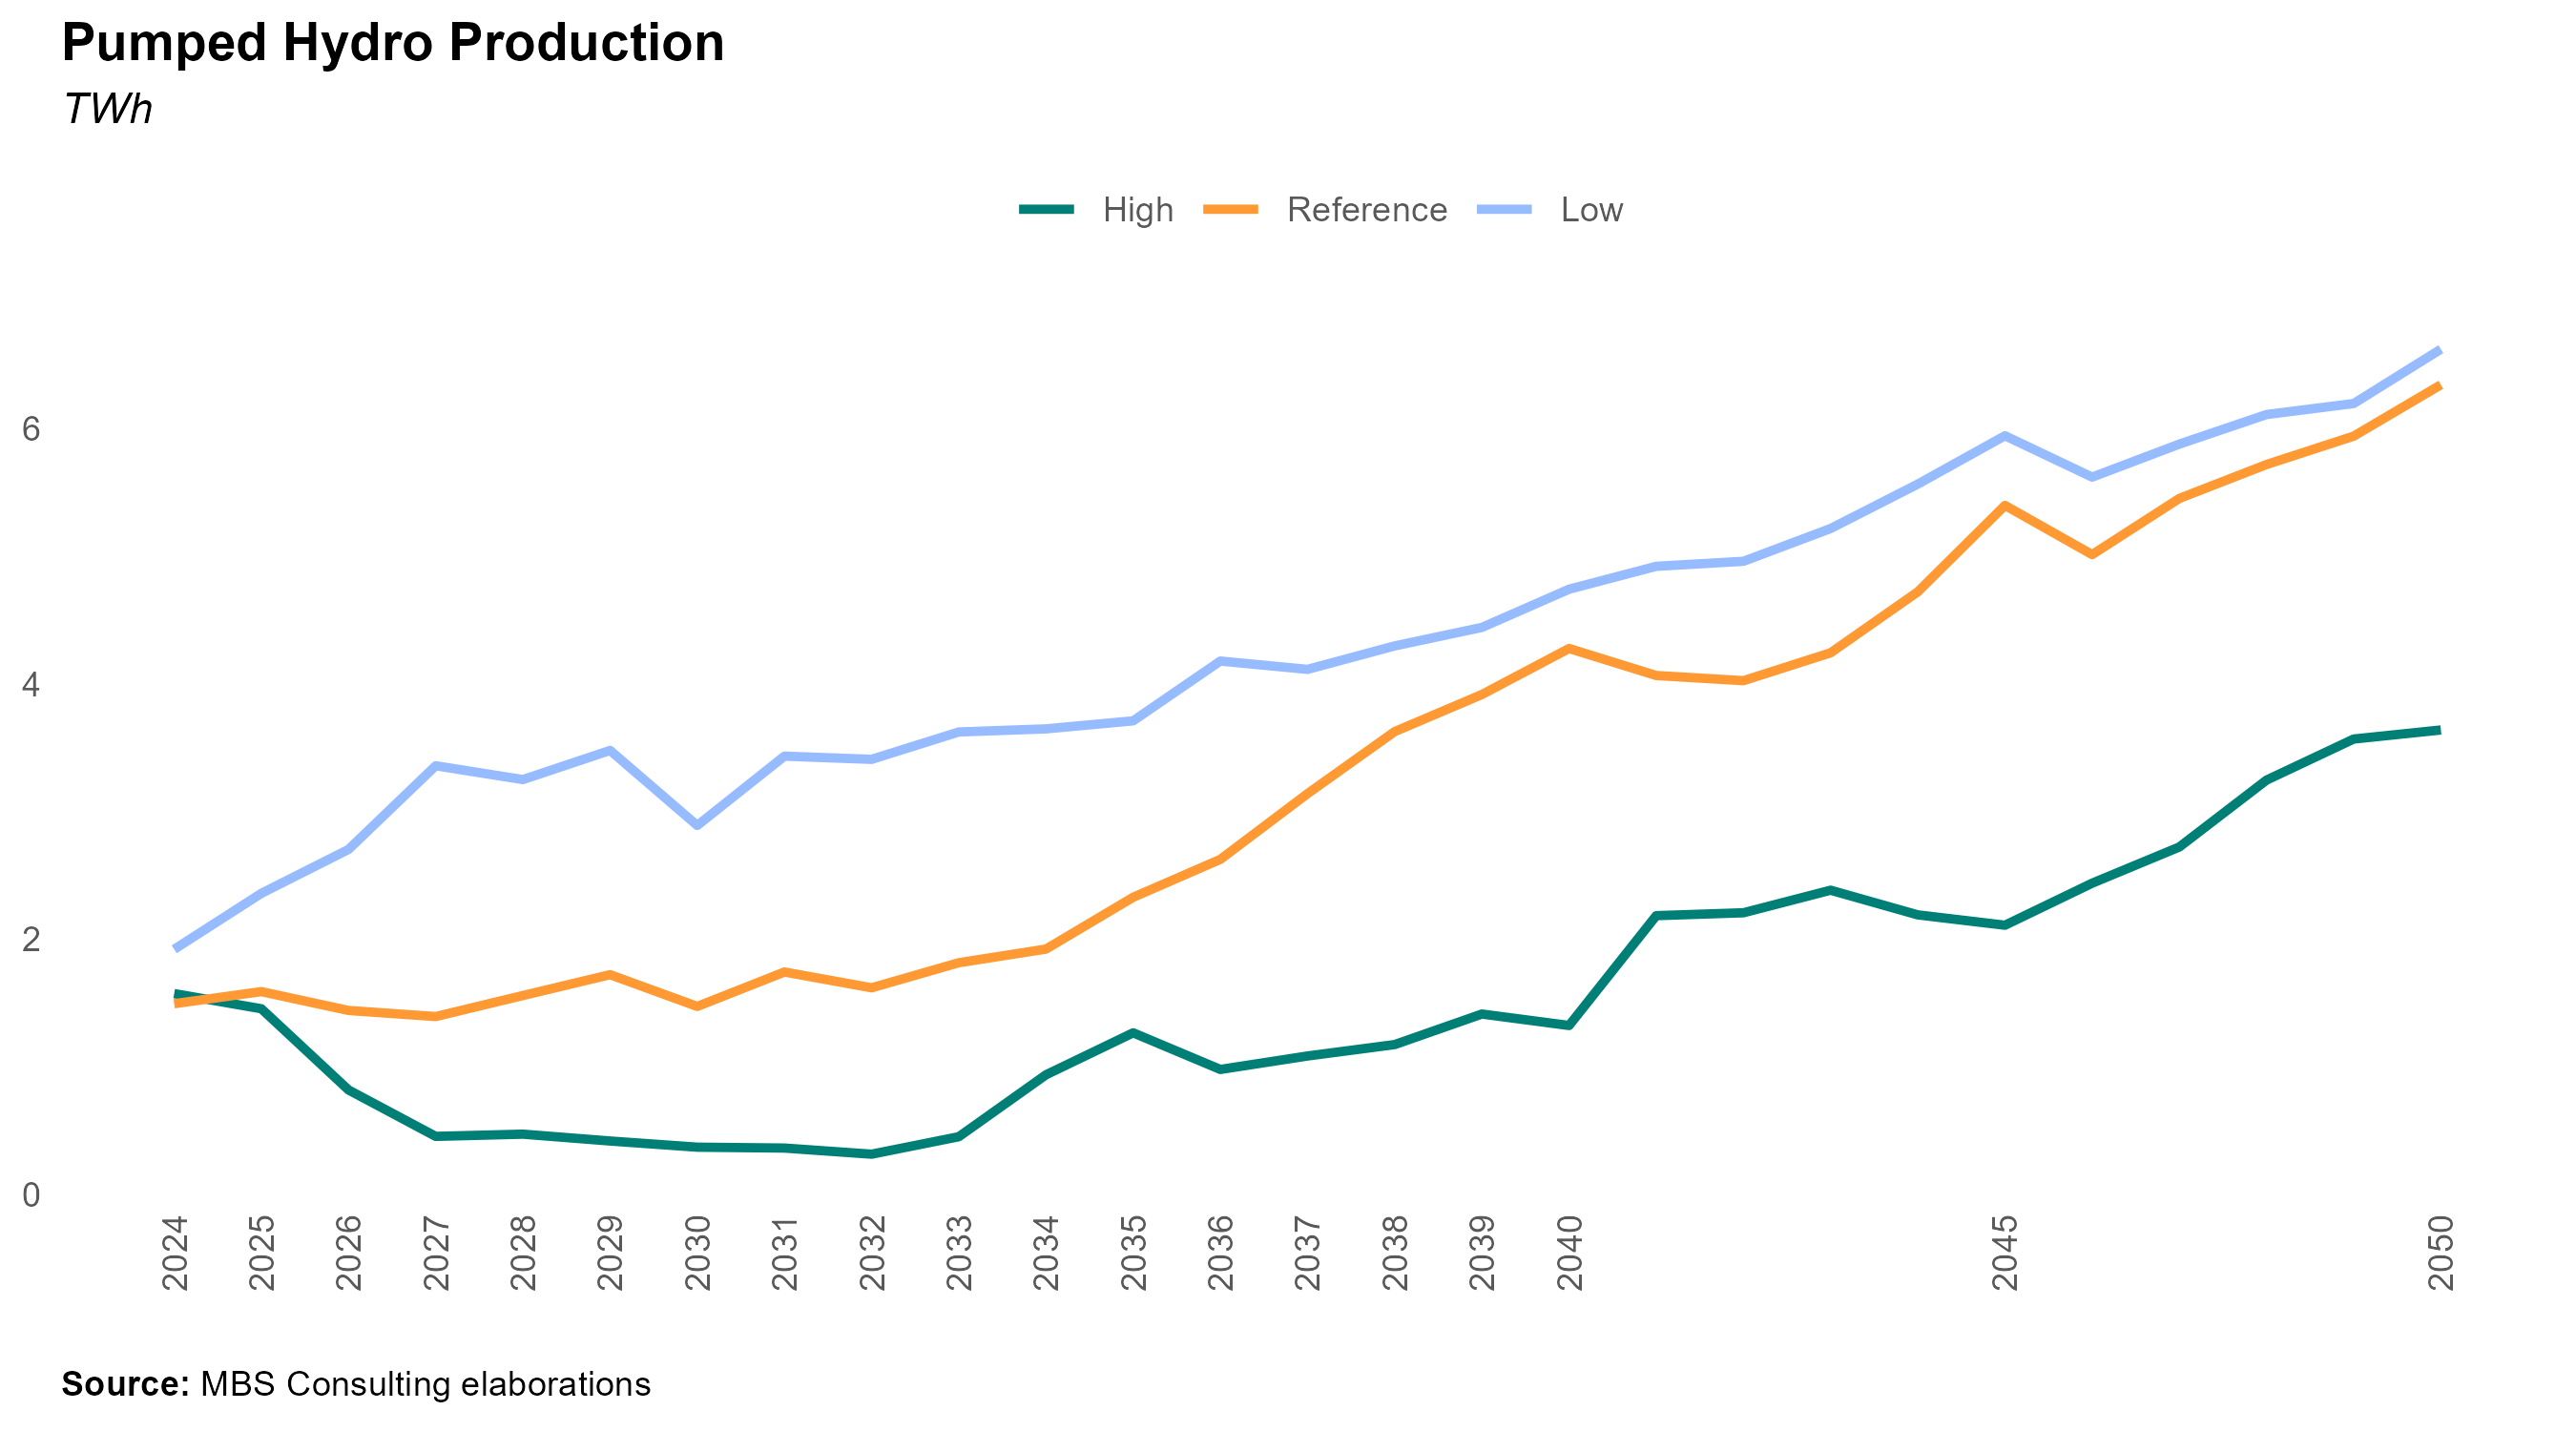 Pumped Hydro Production
TWh
High Reference Low
6
4
2
0
2024 2025 2026 2027 2028 2029 2030 2031 2032 2033 2034 2035 2036 2037 2038 2039 2040 2045 2050
Source: MBS Consulting elaborations